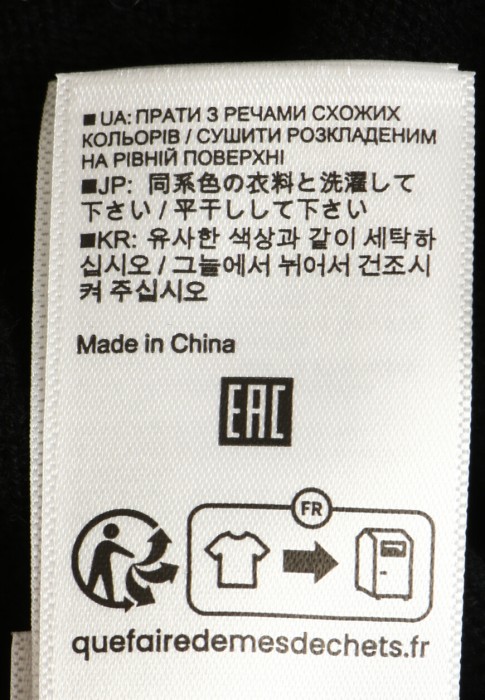 ■ UA: ПРАТИ З РЕЧАМИ СХОЖИХ
КОЛЬОРІВ / СУШИТИ РОЗКЛАДЕНИМ
НА РІВНІЙ ПОВЕРХНІ
■JP: 同系色の衣料と洗濯して
下さい / 平干しして下さい
■KR: 유사한 색상과 같이 세탁하
십시오 / 그늘에서 뉘어서 건조시
켜 주십시오
Made in China
EAC
FR
quefairedemesdechets.fr